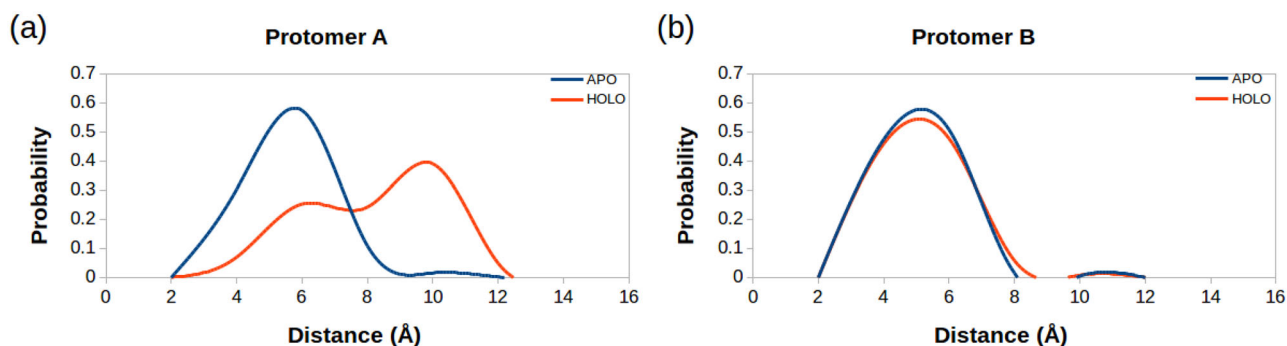 (a)
Protomer A
0.7
0.6
0.5
0.4
0.3
0.2
0.1
0
Probability
APO
HOLO
0 2 4 6 8 10 12 14 16
Distance (Å)
(b)
Protomer B
0.7
0.6
0.5
0.4
0.3
0.2
0.1
0
Probability
APO
HOLO
0 2 4 6 8 10 12 14 16
Distance (Å)